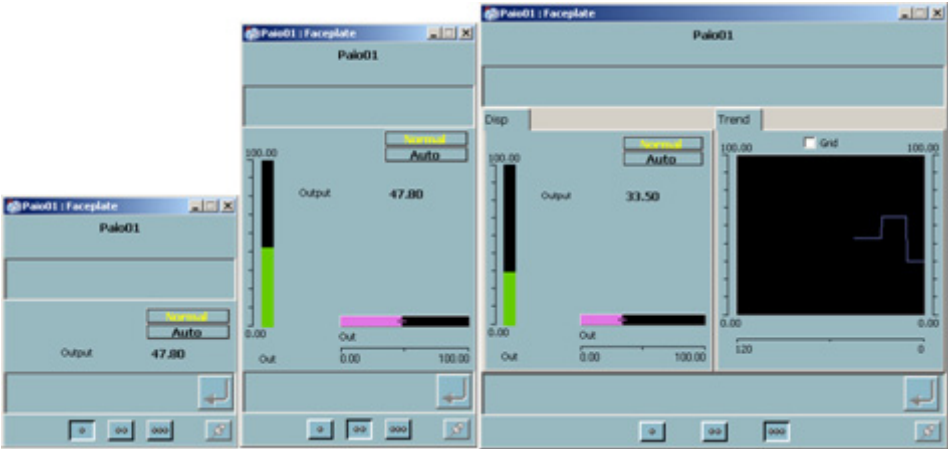 Paio01 : Faceplate
Paio01
Normal
Auto
Output 47.80
Paio01 : Faceplate
Paio01
Normal
Auto
100.00
Output 47.80
0.00
Out
Out
0.00 100.00
Paio01 : Faceplate
Paio01
Disp
Normal
Auto
100.00
Output 33.50
0.00
Out
Out
0.00 100.00
Trend
Grid
100.00 100.00
0.00 0.00
120 0